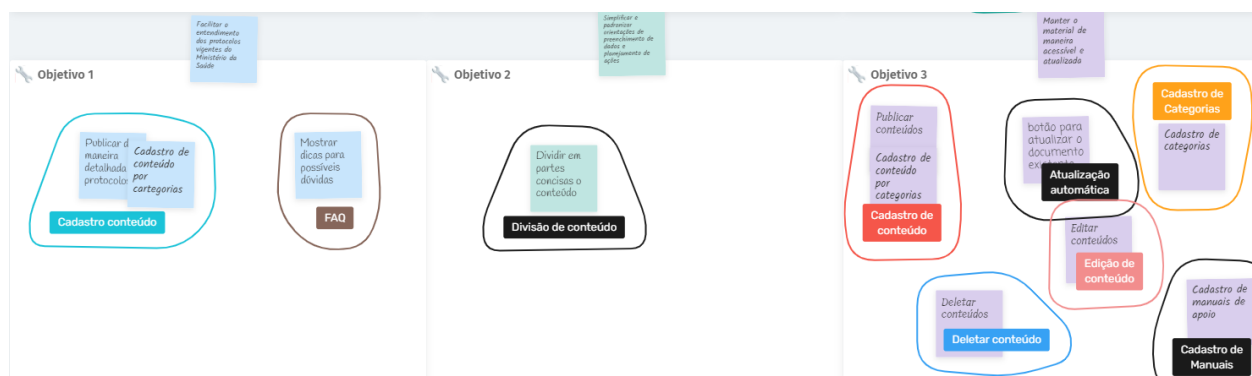 Facilitar o
entendimento
dos protocolos
vigentes do
Ministério da
Saúde
Simplificar e
padronizar
orientações de
preenchimento de
dados e
planejamento de
ações
Manter o
material de
maneira
acessível e
atualizado
Objetivo 1
Publicar d
maneira
detalhada
protocolos
Cadastro de
conteúdo
por
cartegorias
Cadastro conteúdo
Mostrar
dicas para
possíveis
dúvidas
FAQ
Objetivo 2
Dividir em
partes
concisas o
conteúdo
Divisão de conteúdo
Objetivo 3
Publicar
conteúdos
Cadastro de
conteúdo
por
categorias
Cadastro de
conteúdo
botão para
atualizar o
documento
Atualização
automática
Cadastro de
Categorias
Cadastro de
categorias
Editar
conteúdos
Edição de
conteúdo
Deletar
conteúdos
Deletar conteúdo
Cadastro de
manuais de
apoio
Cadastro de
Manuais